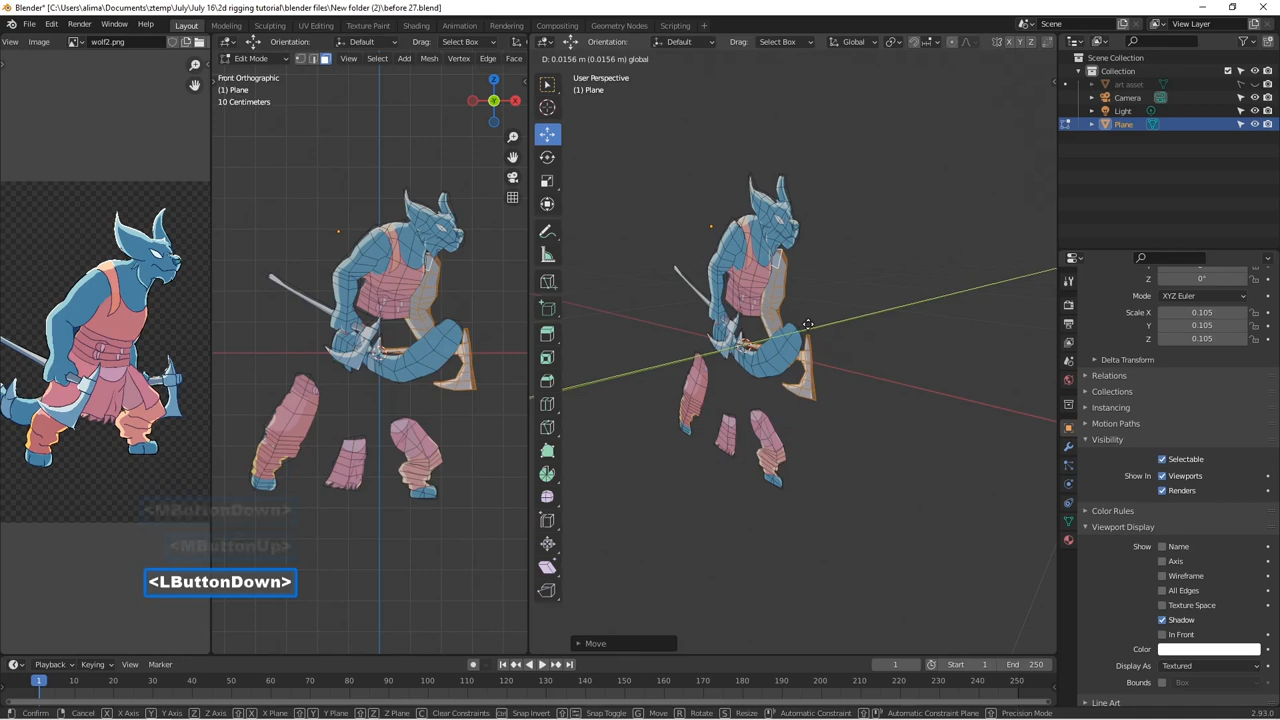 Blender* [C:\Users\alima\Documents\ztemp\July\July 16\2d rigging tutorial\blender files\New folder (2)\before 27.blend]
File Edit Render Window Help Layout Modeling Sculpting UV Editing Texture Paint Shading Animation Rendering Compositing Geometry Nodes Scripting Scene View Layer
View Image wolf2.png Orientation: Default Drag: Select Box Orientation: Default Drag: Select Box Global
Edit Mode View Select Add Mesh Vertex Edge Face D: 0.0156 m (0.0156 m) global X Y Z Scene Collection
Collection
Front Orthographic
(1) Plane
10 Centimeters
Z
Y
X
User Perspective
(1) Plane
art asset
Camera
Light
Plane
Y
Z 0°
Mode XYZ Euler
Scale X 0.105
Y 0.105
Z 0.105
Delta Transform
Relations
Collections
Instancing
Motion Paths
Visibility
Selectable
Show In Viewports
Renders
Color Rules
Viewport Display
Show Name
Axis
Wireframe
All Edges
Texture Space
Shadow
In Front
Color
Display As Textured
Bounds Box
Line Art
<MButtonDown>
<MButtonUp>
<LButtonDown>
Move
Playback Keying View Marker 1 Start 1 End 250
1 10 20 30 40 50 60 70 80 90 100 110 120 130 140 150 160 170 180 190 200 210 220 230 240 250
Confirm Cancel X X Axis Y Y Axis Z Z Axis X X Plane Y Y Plane Z Z Plane C Clear Constraints Snap Invert Snap Toggle G Move R Rotate S Resize Automatic Constraint Automatic Constraint Plane Precision Mode 2.93.0